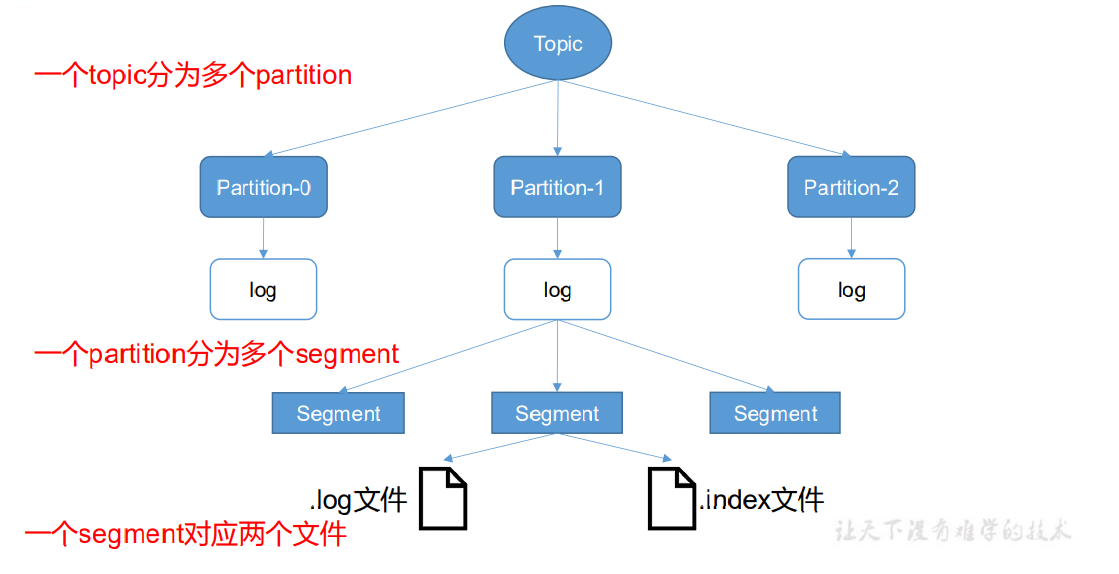 Topic
一个topic分为多个partition
Partition-0
Partition-1
Partition-2
log
log
log
一个partition分为多个segment
Segment
Segment
Segment
.log文件
.index文件
一个segment对应两个文件
让天下没有难学的技术